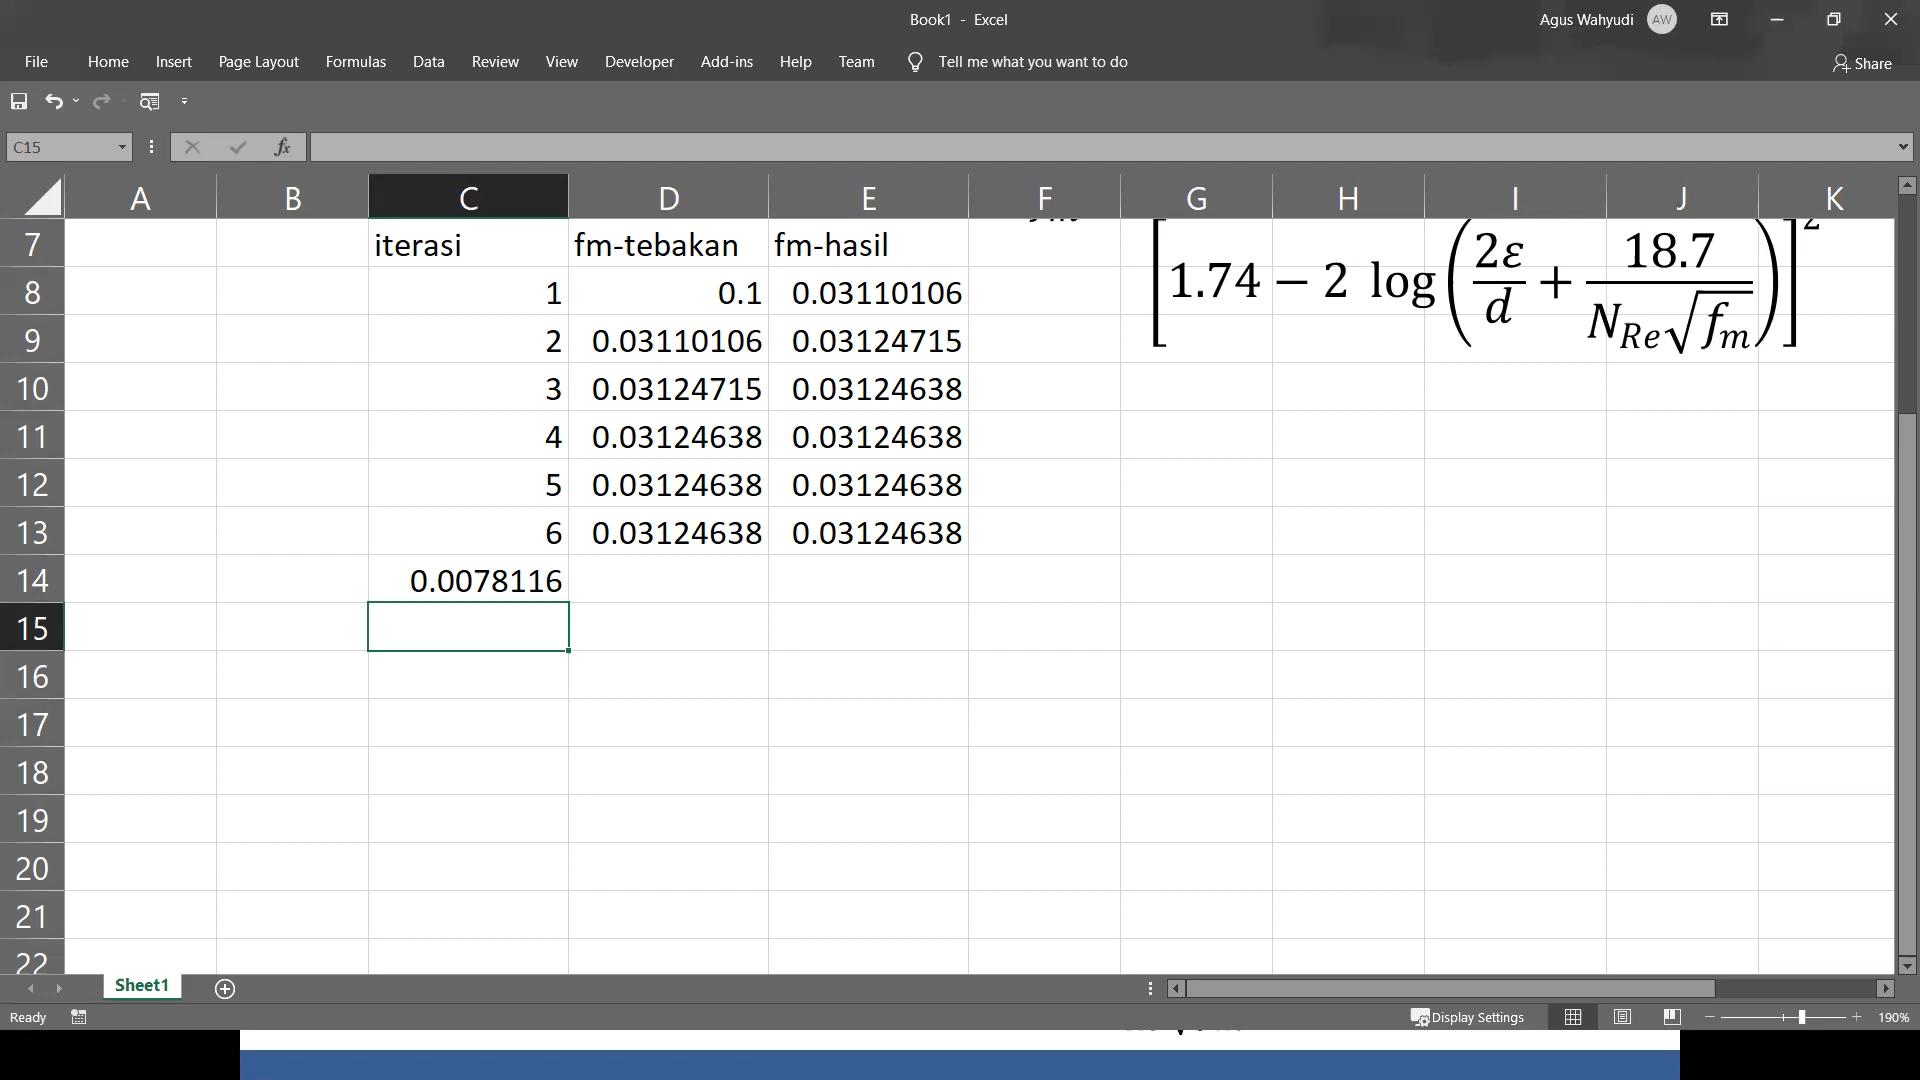 Book1 - Excel
Agus Wahyudi AW
File Home Insert Page Layout Formulas Data Review View Developer Add-ins Help Team Tell me what you want to do Share
C15 fx
A B C D E F G H I J K
7 iterasi fm-tebakan fm-hasil
8 1 0.1 0.03110106
9 2 0.03110106 0.03124715
10 3 0.03124715 0.03124638
11 4 0.03124638 0.03124638
12 5 0.03124638 0.03124638
13 6 0.03124638 0.03124638
14 0.0078116
15
16
17
18
19
20
21
22
[1.74 − 2 log(2ε/d + 18.7/(N_Re√f_m))]²
Sheet1
Ready Display Settings 190%